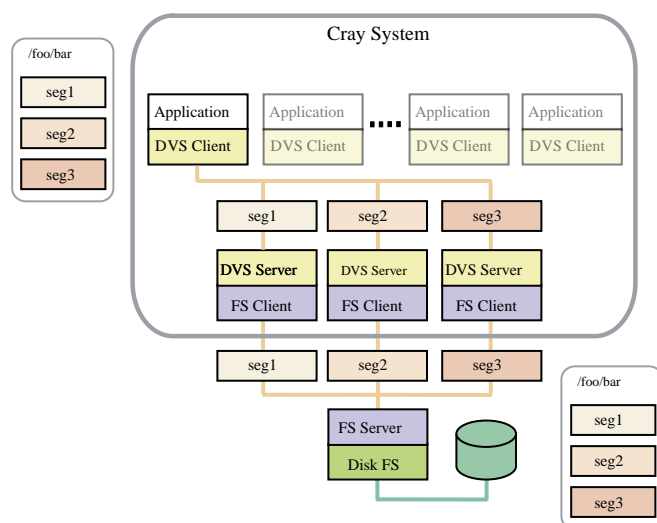 Cray System
/foo/bar
seg1
seg2
seg3
Application Application Application Application
DVS Client DVS Client DVS Client DVS Client
seg1 seg2 seg3
DVS Server DVS Server DVS Server
FS Client FS Client FS Client
seg1 seg2 seg3
FS Server
Disk FS
/foo/bar
seg1
seg2
seg3